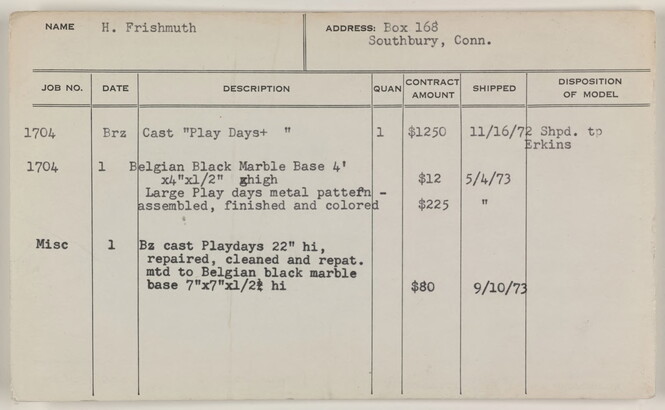 NAME H. Frishmuth ADDRESS: Box 168
Southbury, Conn.
JOB NO. DATE DESCRIPTION QUAN CONTRACT AMOUNT SHIPPED DISPOSITION OF MODEL
1704 Brz Cast "Play Days+ " 1 $1250 11/16/72 Shpd. to
Erkins
1704 1 Belgian Black Marble Base 4'
x4"x1/2" high $12 5/4/73
Large Play days metal pattern -
assembled, finished and colored $225 "
Misc 1 Bz cast Playdays 22" hi,
repaired, cleaned and repat.
mtd to Belgian black marble
base 7"x7"x1/2 hi $80 9/10/73